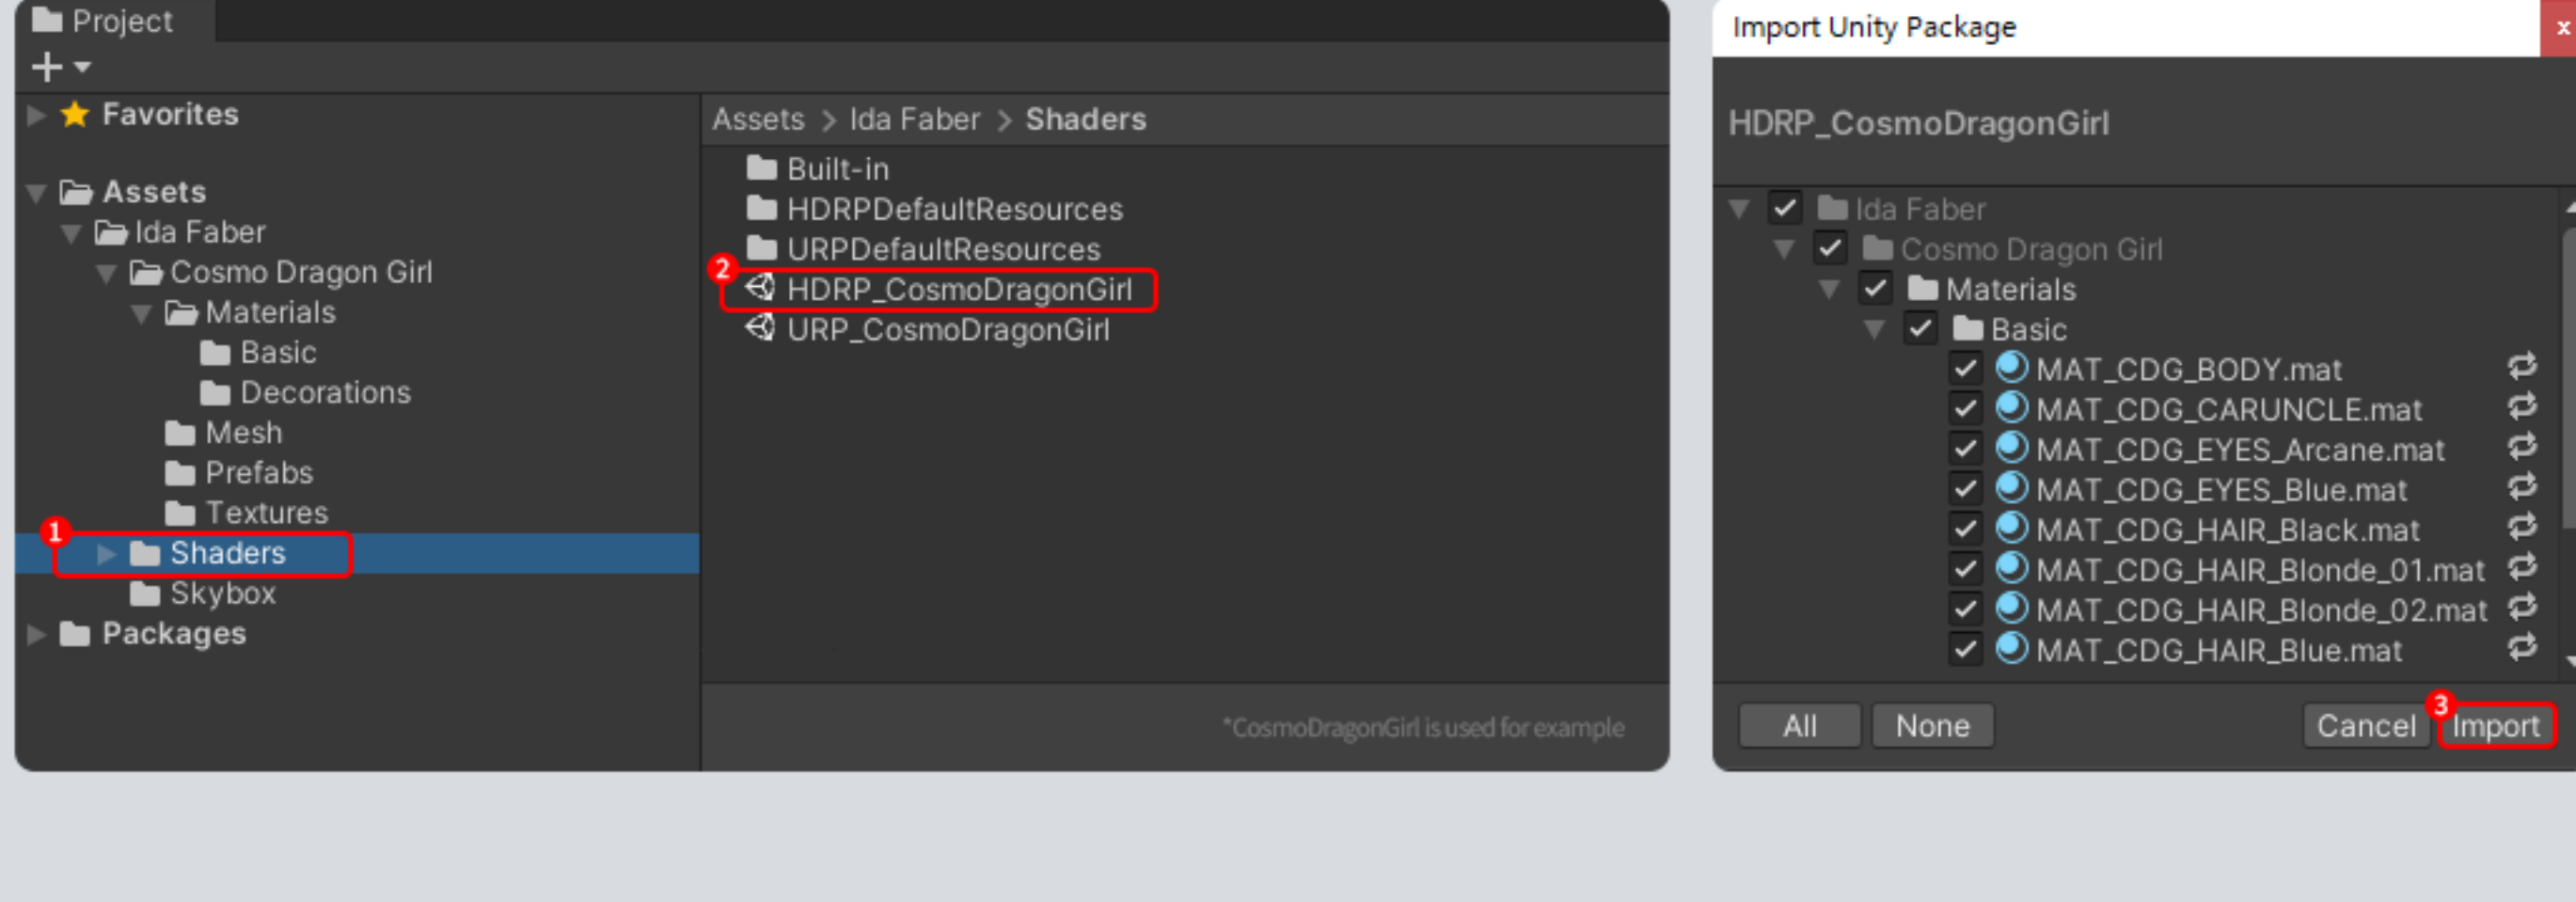 Project
Favorites
Assets
Ida Faber
Cosmo Dragon Girl
Materials
Basic
Decorations
Mesh
Prefabs
Textures
1
Shaders
Skybox
Packages
Assets > Ida Faber > Shaders
Built-in
HDRPDefaultResources
URPDefaultResources
2
HDRP_CosmoDragonGirl
URP_CosmoDragonGirl
*CosmoDragonGirl is used for example
Import Unity Package x
HDRP_CosmoDragonGirl
Ida Faber
Cosmo Dragon Girl
Materials
Basic
MAT_CDG_BODY.mat
MAT_CDG_CARUNCLE.mat
MAT_CDG_EYES_Arcane.mat
MAT_CDG_EYES_Blue.mat
MAT_CDG_HAIR_Black.mat
MAT_CDG_HAIR_Blonde_01.mat
MAT_CDG_HAIR_Blonde_02.mat
MAT_CDG_HAIR_Blue.mat
3
All None Cancel Import